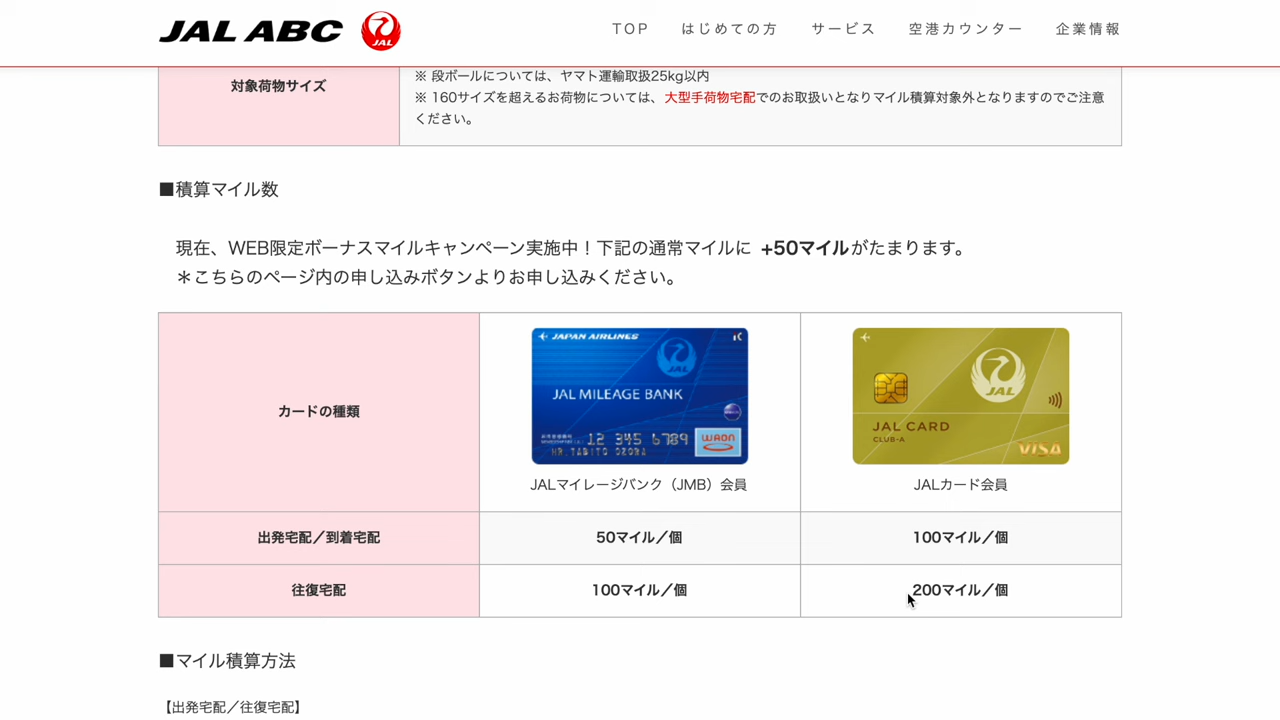 JAL ABC JAL TOP はじめての方 サービス 空港カウンター 企業情報
対象荷物サイズ
※ 段ボールについては、ヤマト運輸取扱25kg以内
※ 160サイズを超えるお荷物については、大型手荷物宅配でのお取扱いとなりマイル積算対象外となりますのでご注意
ください。
■積算マイル数
現在、WEB限定ボーナスマイルキャンペーン実施中！下記の通常マイルに +50マイルがたまります。
＊こちらのページ内の申し込みボタンよりお申し込みください。
カードの種類
JAPAN AIRLINES
JAL
JAL MILEAGE BANK
12 345 6789
WAON
JALマイレージバンク（JMB）会員
JAL
JAL CARD
CLUB-A
VISA
JALカード会員
出発宅配／到着宅配 50マイル／個 100マイル／個
往復宅配 100マイル／個 200マイル／個
■マイル積算方法
【出発宅配／往復宅配】